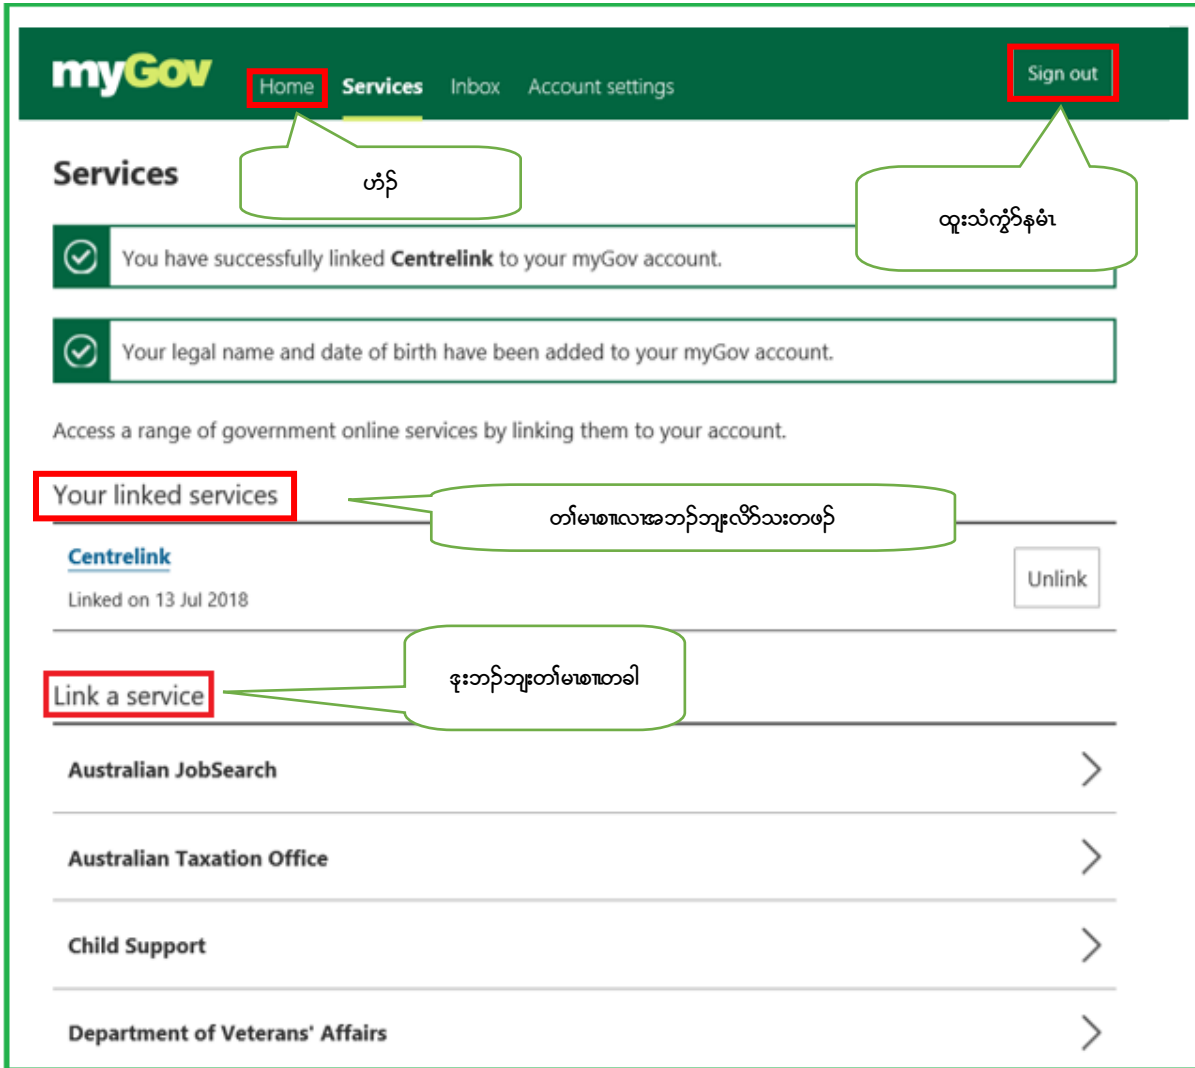 myGov
Home Services Inbox Account settings
Sign out
Services
ဟံၣ်
ထူးသံကွံာ်နမံၤ
You have successfully linked Centrelink to your myGov account.
Your legal name and date of birth have been added to your myGov account.
Access a range of government online services by linking them to your account.
Your linked services
တၢ်မၤစၢၤလၢအဘၣ်ဘျးလိာ်သးတဖၣ်
Centrelink
Linked on 13 Jul 2018
Unlink
ဒုးဘၣ်ဘျးတၢ်မၤစၢၤတခါ
Link a service
Australian JobSearch
Australian Taxation Office
Child Support
Department of Veterans' Affairs